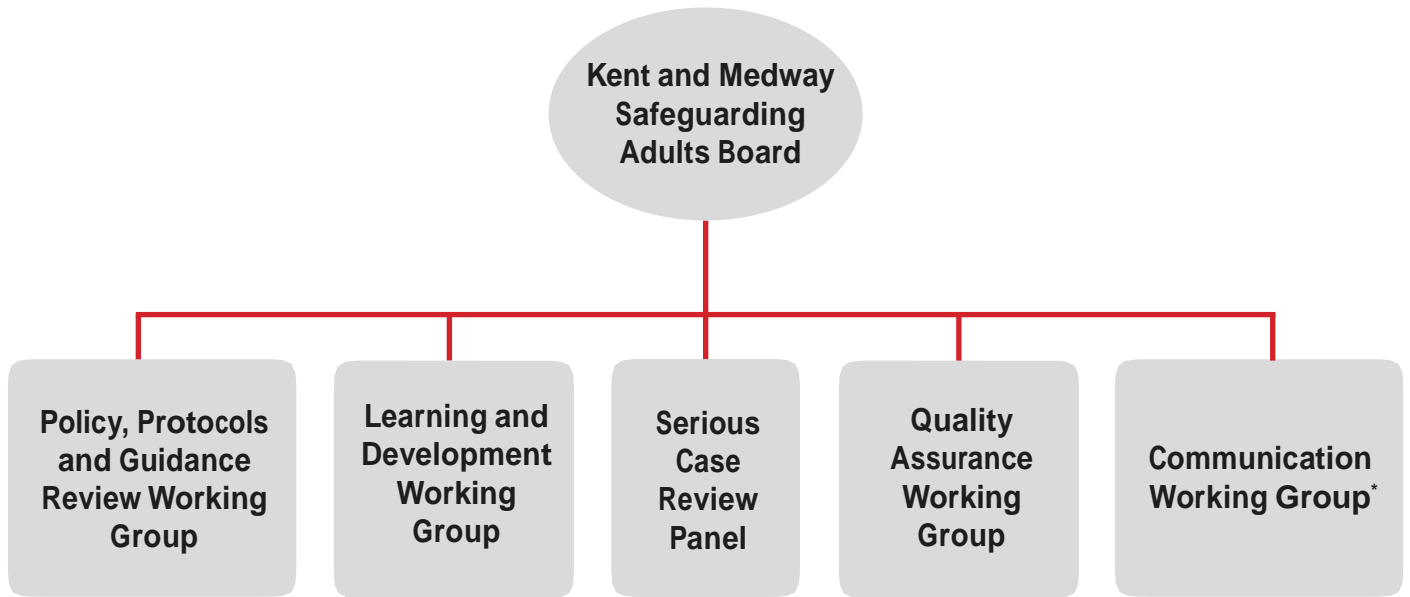 Kent and Medway
Safeguarding
Adults Board
Policy, Protocols
and Guidance
Review Working
Group
Learning and
Development
Working
Group
Serious
Case
Review
Panel
Quality
Assurance
Working
Group
Communication
Working Group*